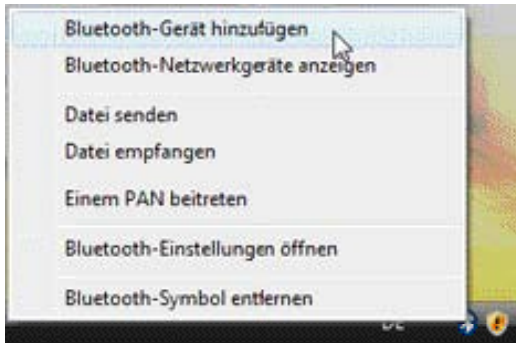 Bluetooth-Gerät hinzufügen
Bluetooth-Netzwerkgeräte anzeigen
Datei senden
Datei empfangen
Einem PAN beitreten
Bluetooth-Einstellungen öffnen
Bluetooth-Symbol entfernen